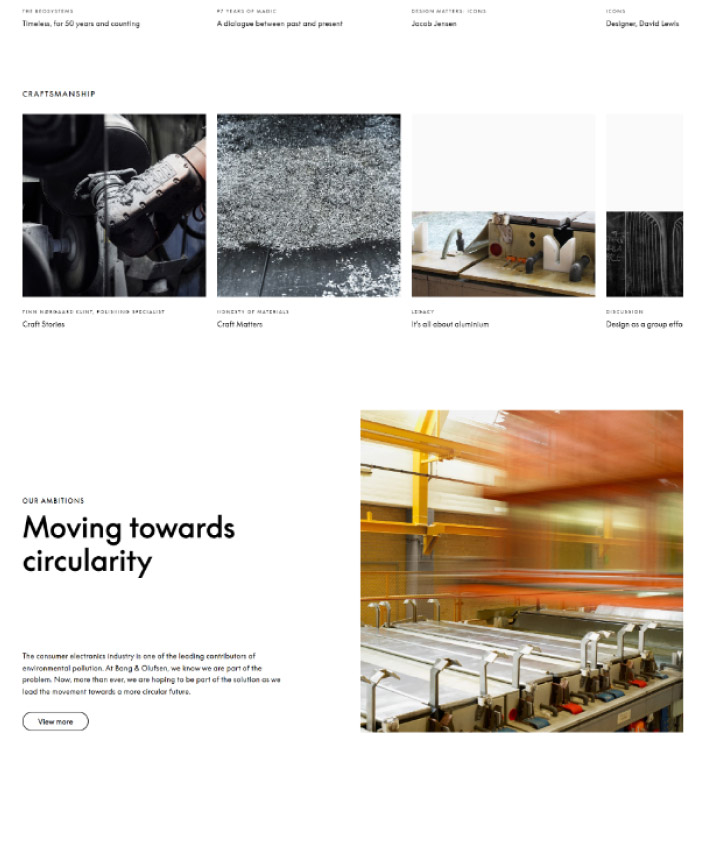 THE BEOSYSTEMS
Timeless, for 50 years and counting
97 YEARS OF MAGIC
A dialogue between past and present
DESIGN MATTERS: ICONS
Jacob Jensen
ICONS
Designer, David Lewis
CRAFTSMANSHIP
FINN NØRGAARD KLINT, POLISHING SPECIALIST
Craft Stories
HONESTY OF MATERIALS
Craft Matters
LEGACY
It's all about aluminium
DISCUSSION
Design as a group effo
OUR AMBITIONS
Moving towards
circularity
The consumer electronics industry is one of the leading contributors of
environmental pollution. At Bang & Olufsen, we know we are part of the
problem. Now, more than ever, we are hoping to be part of the solution as we
lead the movement towards a more circular future.
View more